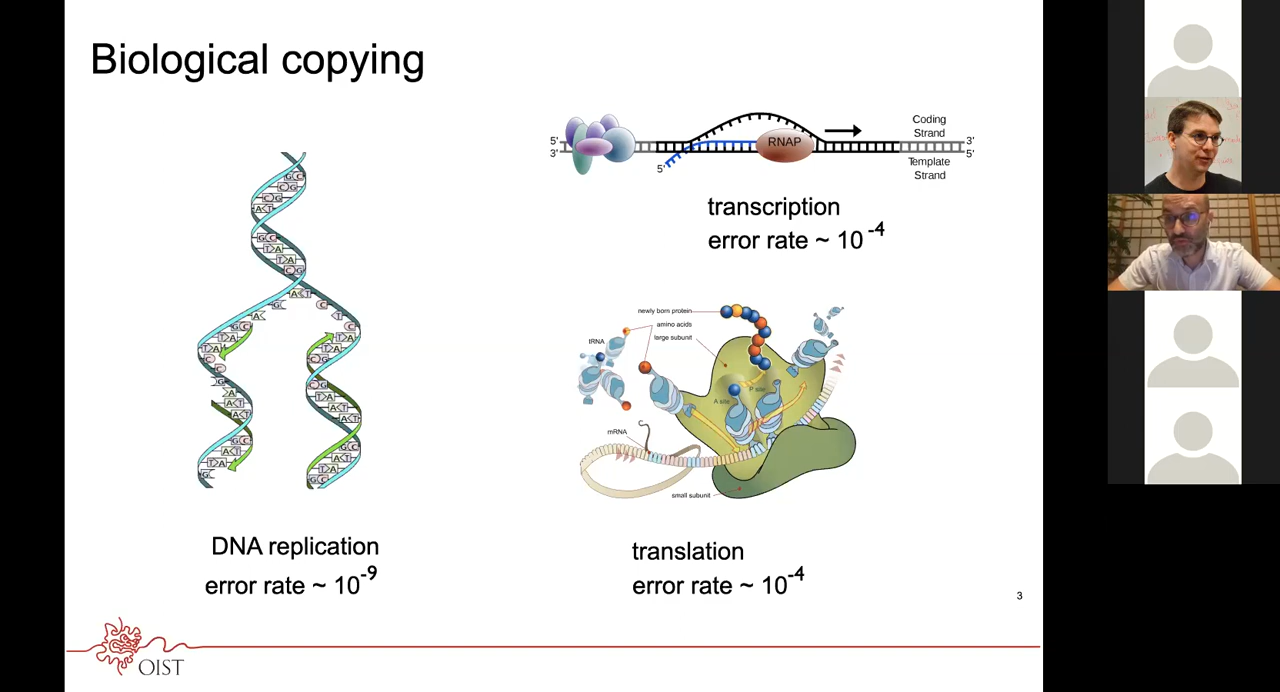 Biological copying
5'
3'
RNAP
5'
Coding
Strand
3'
5'
Template
Strand
transcription
error rate ~ 10⁻⁴
newly born protein
amino acids
large subunit
tRNA
P site
A site
mRNA
small subunit
DNA replication
error rate ~ 10⁻⁹
translation
error rate ~ 10⁻⁴
3
OIST